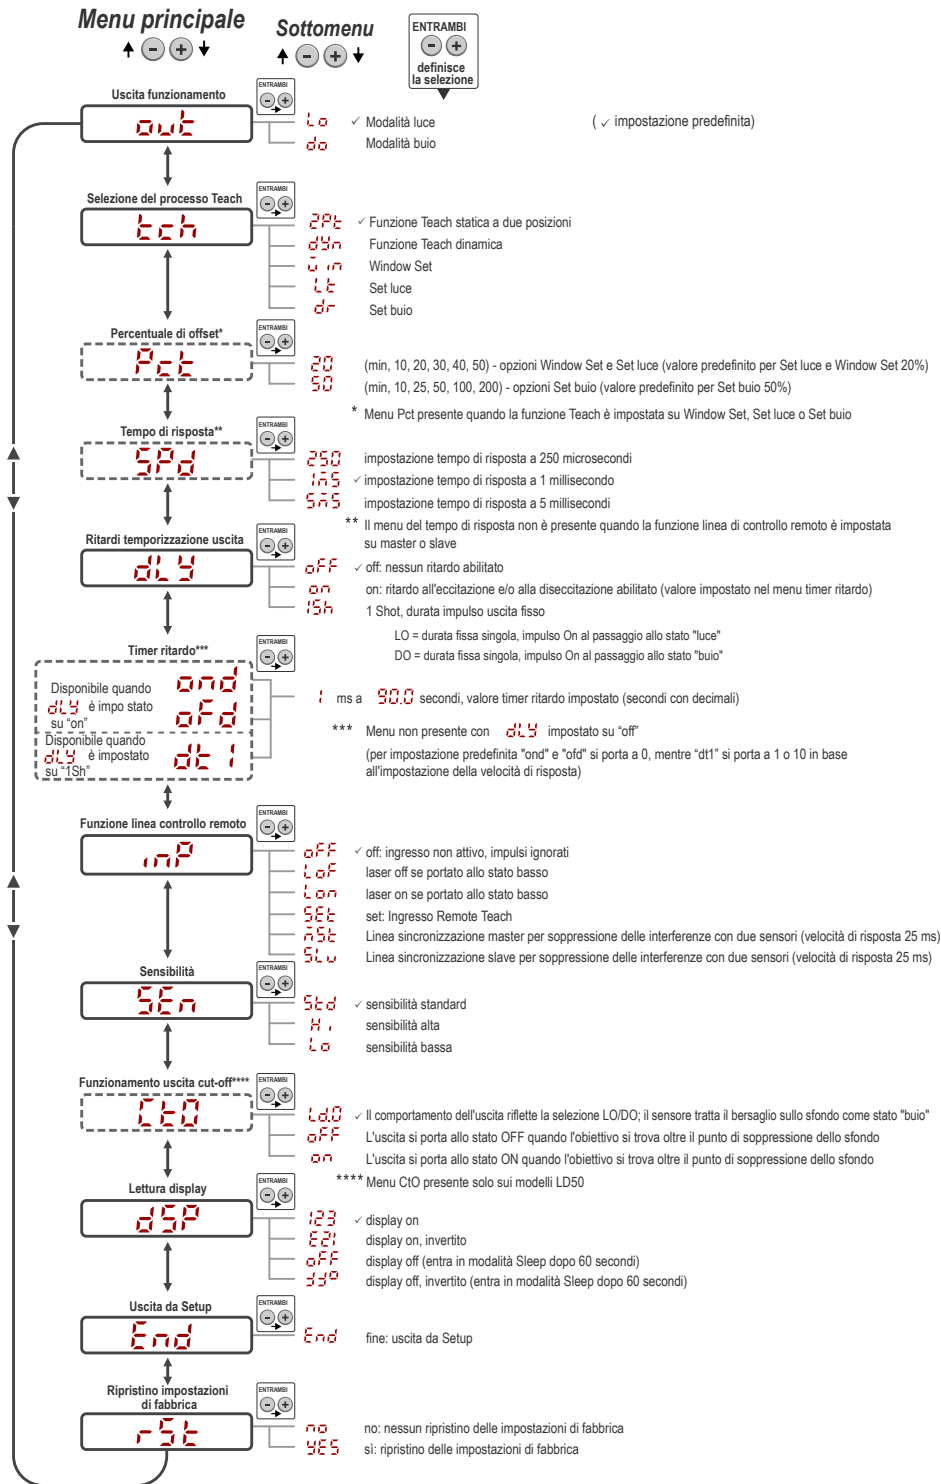 Menu principale
Sottomenu
ENTRAMBI
definisce
la selezione
Uscita funzionamento
ENTRAMBI
out
Lo ✓ Modalità luce
( ✓ impostazione predefinita)
do Modalità buio
Selezione del processo Teach
ENTRAMBI
tch
2Pt ✓ Funzione Teach statica a due posizioni
dYn Funzione Teach dinamica
Win Window Set
Lt Set luce
dr Set buio
Percentuale di offset*
ENTRAMBI
Pct
20 (min, 10, 20, 30, 40, 50) - opzioni Window Set e Set luce (valore predefinito per Set luce e Window Set 20%)
50 (min, 10, 25, 50, 100, 200) - opzioni Set buio (valore predefinito per Set buio 50%)
* Menu Pct presente quando la funzione Teach è impostata su Window Set, Set luce o Set buio
Tempo di risposta**
ENTRAMBI
SPd
250 impostazione tempo di risposta a 250 microsecondi
1mS ✓ impostazione tempo di risposta a 1 millisecondo
5mS impostazione tempo di risposta a 5 millisecondi
** Il menu del tempo di risposta non è presente quando la funzione linea di controllo remoto è impostata
su master o slave
Ritardi temporizzazione uscita
ENTRAMBI
dLY
oFF ✓ off: nessun ritardo abilitato
on on: ritardo all'eccitazione e/o alla diseccitazione abilitato (valore impostato nel menu timer ritardo)
1Sh 1 Shot, durata impulso uscita fisso
LO = durata fissa singola, impulso On al passaggio allo stato "luce"
DO = durata fissa singola, impulso On al passaggio allo stato "buio"
Timer ritardo***
ENTRAMBI
Disponibile quando
dLY è impo stato
su “on”
ond
oFd
Disponibile quando
dLY è impostato
su “1Sh”
dt1
1 ms a 90.0 secondi, valore timer ritardo impostato (secondi con decimali)
*** Menu non presente con dLY impostato su “off”
(per impostazione predefinita "ond" e "ofd" si porta a 0, mentre “dt1” si porta a 1 o 10 in base
all'impostazione della velocità di risposta)
Funzione linea controllo remoto
ENTRAMBI
inP
oFF ✓ off: ingresso non attivo, impulsi ignorati
LoF laser off se portato allo stato basso
Lon laser on se portato allo stato basso
SEt set: Ingresso Remote Teach
mSt Linea sincronizzazione master per soppressione delle interferenze con due sensori (velocità di risposta 25 ms)
SLv Linea sincronizzazione slave per soppressione delle interferenze con due sensori (velocità di risposta 25 ms)
Sensibilità
ENTRAMBI
SEn
Std ✓ sensibilità standard
Hi sensibilità alta
Lo sensibilità bassa
Funzionamento uscita cut-off****
ENTRAMBI
CtO
Ld.O ✓ Il comportamento dell'uscita riflette la selezione LO/DO; il sensore tratta il bersaglio sullo sfondo come stato "buio"
oFF L'uscita si porta allo stato OFF quando l'obiettivo si trova oltre il punto di soppressione dello sfondo
on L'uscita si porta allo stato ON quando l'obiettivo si trova oltre il punto di soppressione dello sfondo
**** Menu CtO presente solo sui modelli LD50
Lettura display
ENTRAMBI
dSP
123 ✓ display on
EZI display on, invertito
oFF display off (entra in modalità Sleep dopo 60 secondi)
display off, invertito (entra in modalità Sleep dopo 60 secondi)
Uscita da Setup
ENTRAMBI
End
End fine: uscita da Setup
Ripristino impostazioni
di fabbrica
ENTRAMBI
rSt
no no: nessun ripristino delle impostazioni di fabbrica
YES sì: ripristino delle impostazioni di fabbrica